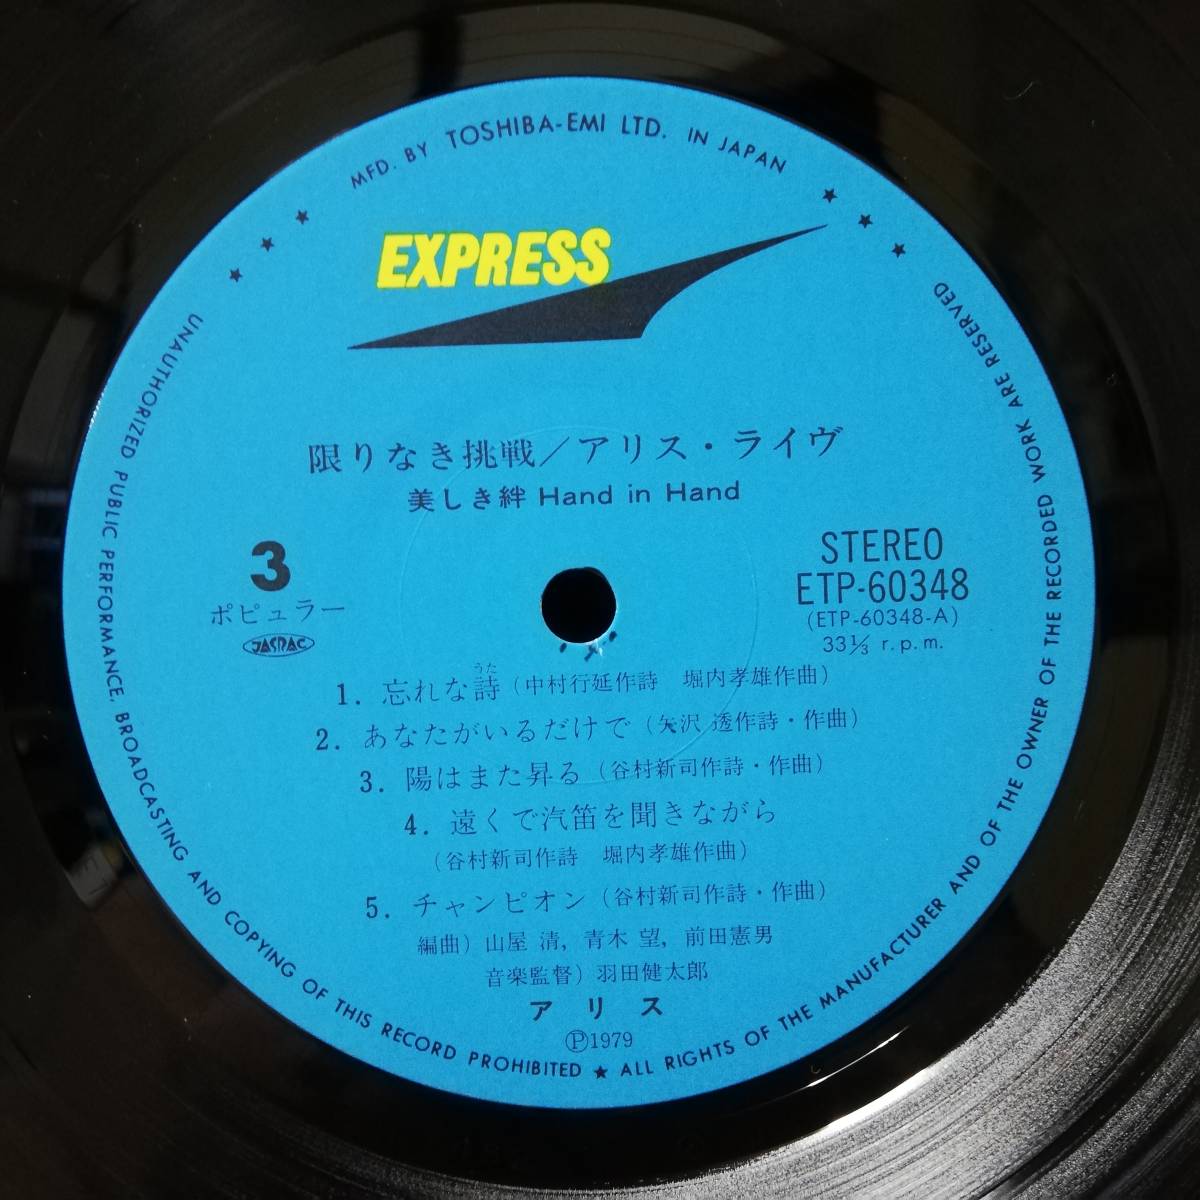 MFD. BY TOSHIBA-EMI LTD. IN JAPAN ★ ★ ★
EXPRESS
限りなき挑戦/アリス・ライヴ
美しき絆 Hand in Hand
3
ポピュラー
JASRAC
STEREO
ETP-60348
(ETP-60348-A)
33⅓ r.p.m.
うた
1. 忘れな詩 (中村行延作詩 堀内孝雄作曲)
2. あなたがいるだけで (矢沢 透作詩・作曲)
3. 陽はまた昇る (谷村新司作詩・作曲)
4. 遠くで汽笛を聞きながら
(谷村新司作詩 堀内孝雄作曲)
5. チャンピオン (谷村新司作詩・作曲)
編曲) 山屋 清, 青木 望, 前田憲男
音楽監督) 羽田健太郎
アリス
Ⓟ1979
★ ★ ★ UNAUTHORIZED PUBLIC PERFORMANCE, BROADCASTING AND COPYING OF THIS RECORD PROHIBITED ★ ALL RIGHTS OF THE MANUFACTURER AND OF THE OWNER OF THE RECORDED WORK ARE RESERVED